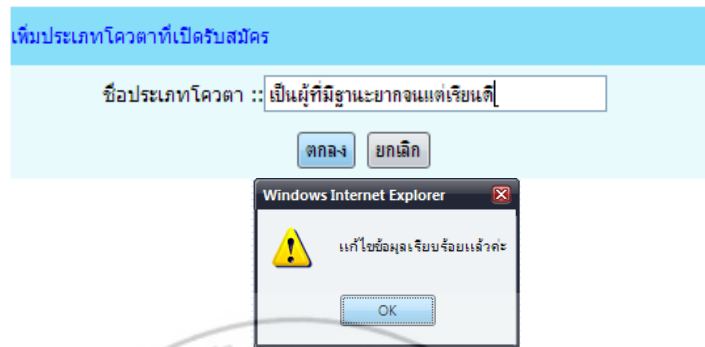 เพิ่มประเภทโควตาที่เปิดรับสมัคร
ชื่อประเภทโควตา :: เป็นผู้ที่มีฐานะยากจนแต่เรียนดี
ตกลง ยกเลิก
Windows Internet Explorer
แก้ไขข้อมูลเรียบร้อยแล้วค่ะ
OK